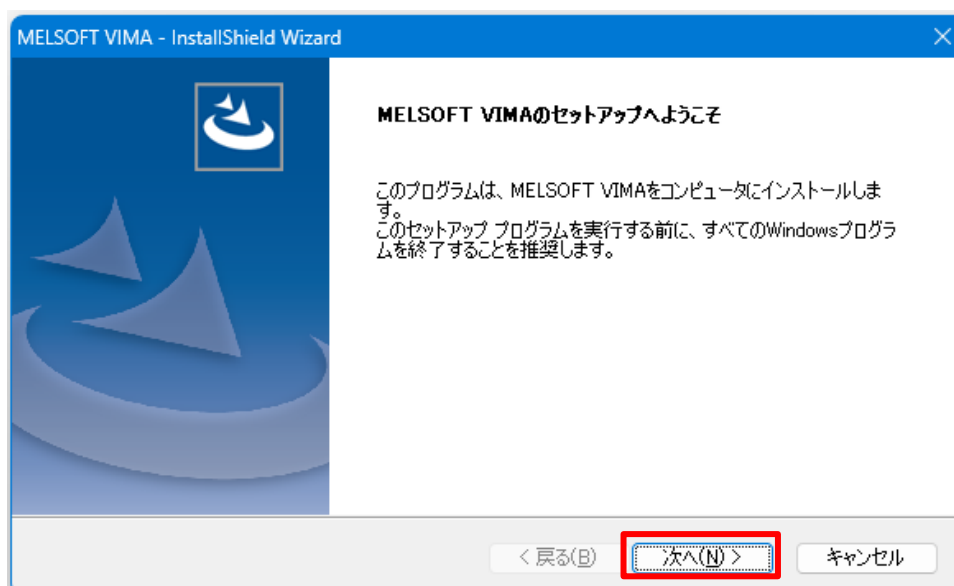 MELSOFT VIMA - InstallShield Wizard
MELSOFT VIMAのセットアップへようこそ
このプログラムは、MELSOFT VIMAをコンピュータにインストールしま
す。
このセットアップ プログラムを実行する前に、すべてのWindowsプログラ
ムを終了することを推奨します。
< 戻る(B)
次へ(N) >
キャンセル